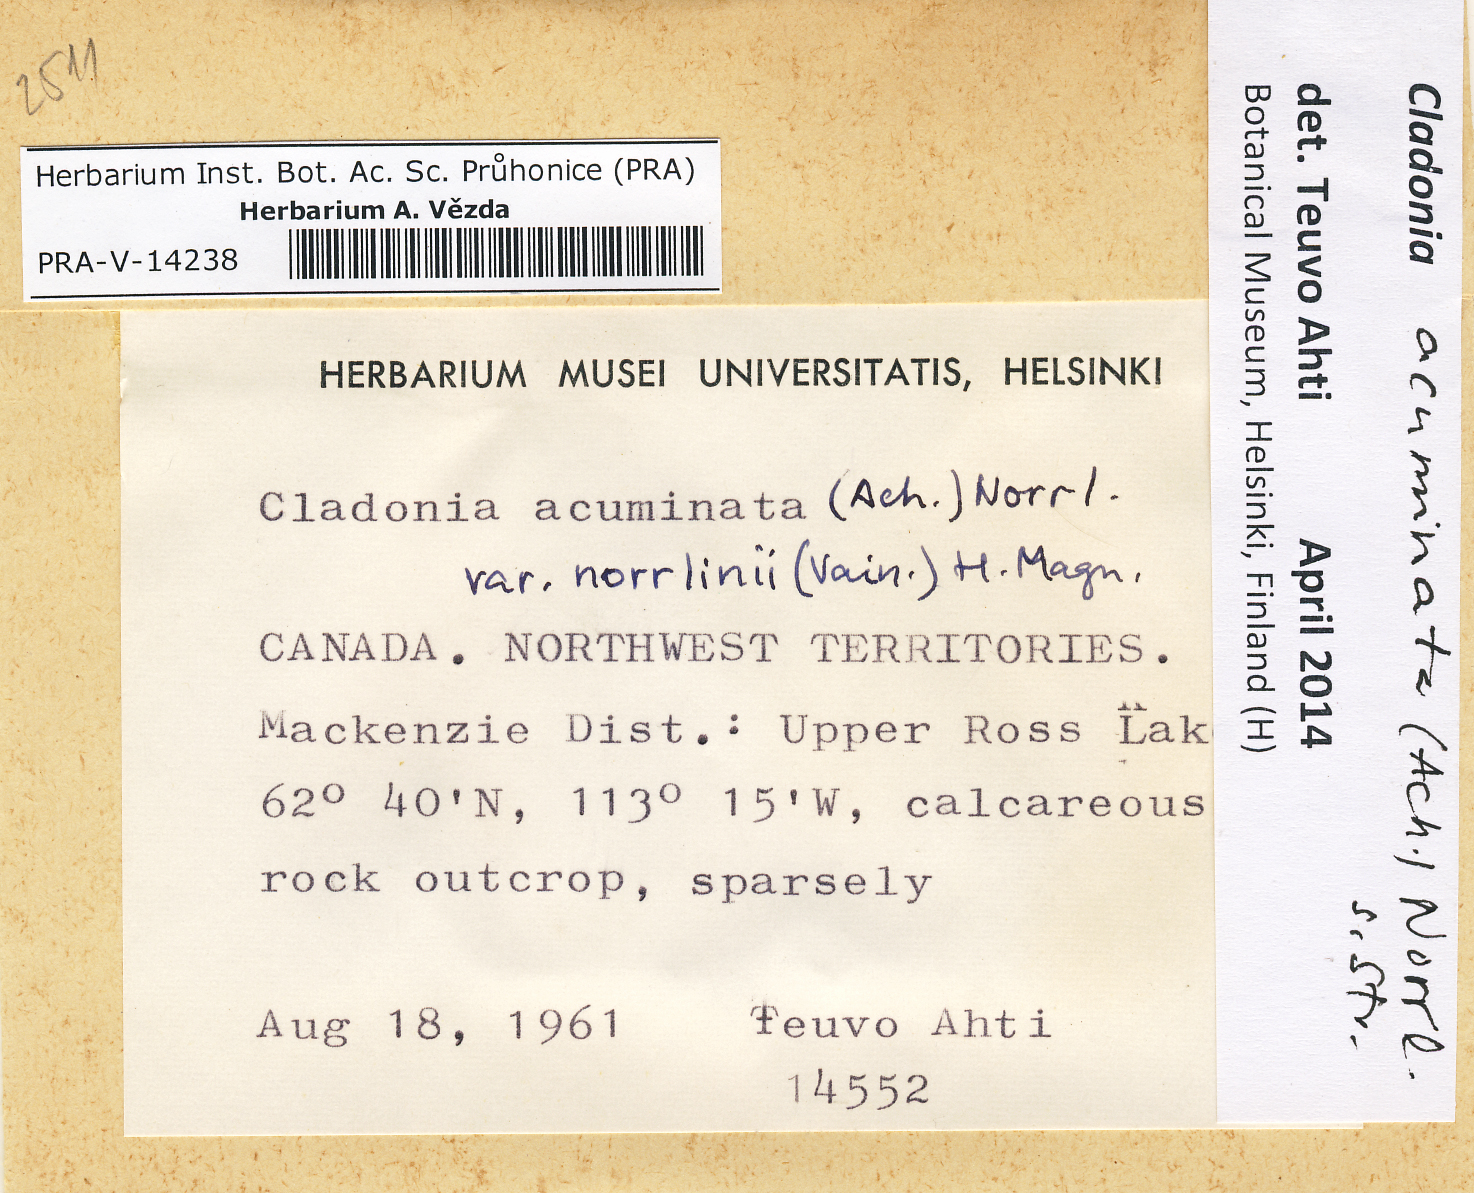 2511
Herbarium Inst. Bot. Ac. Sc. Průhonice (PRA)
Herbarium A. Vězda
PRA-V-14238
HERBARIUM MUSEI UNIVERSITATIS, HELSINKI
Cladonia acuminata (Ach.) Norrl.
var. norrlinii (Vain.) H. Magn.
CANADA. NORTHWEST TERRITORIES.
Mackenzie Dist.: Upper Ross Lak
62° 40'N, 113° 15'W, calcareous
rock outcrop, sparsely
Aug 18, 1961 Teuvo Ahti
14552
Cladonia acuminata (Ach.) Norrl.
s. str.
det. Teuvo Ahti April 2014
Botanical Museum, Helsinki, Finland (H)